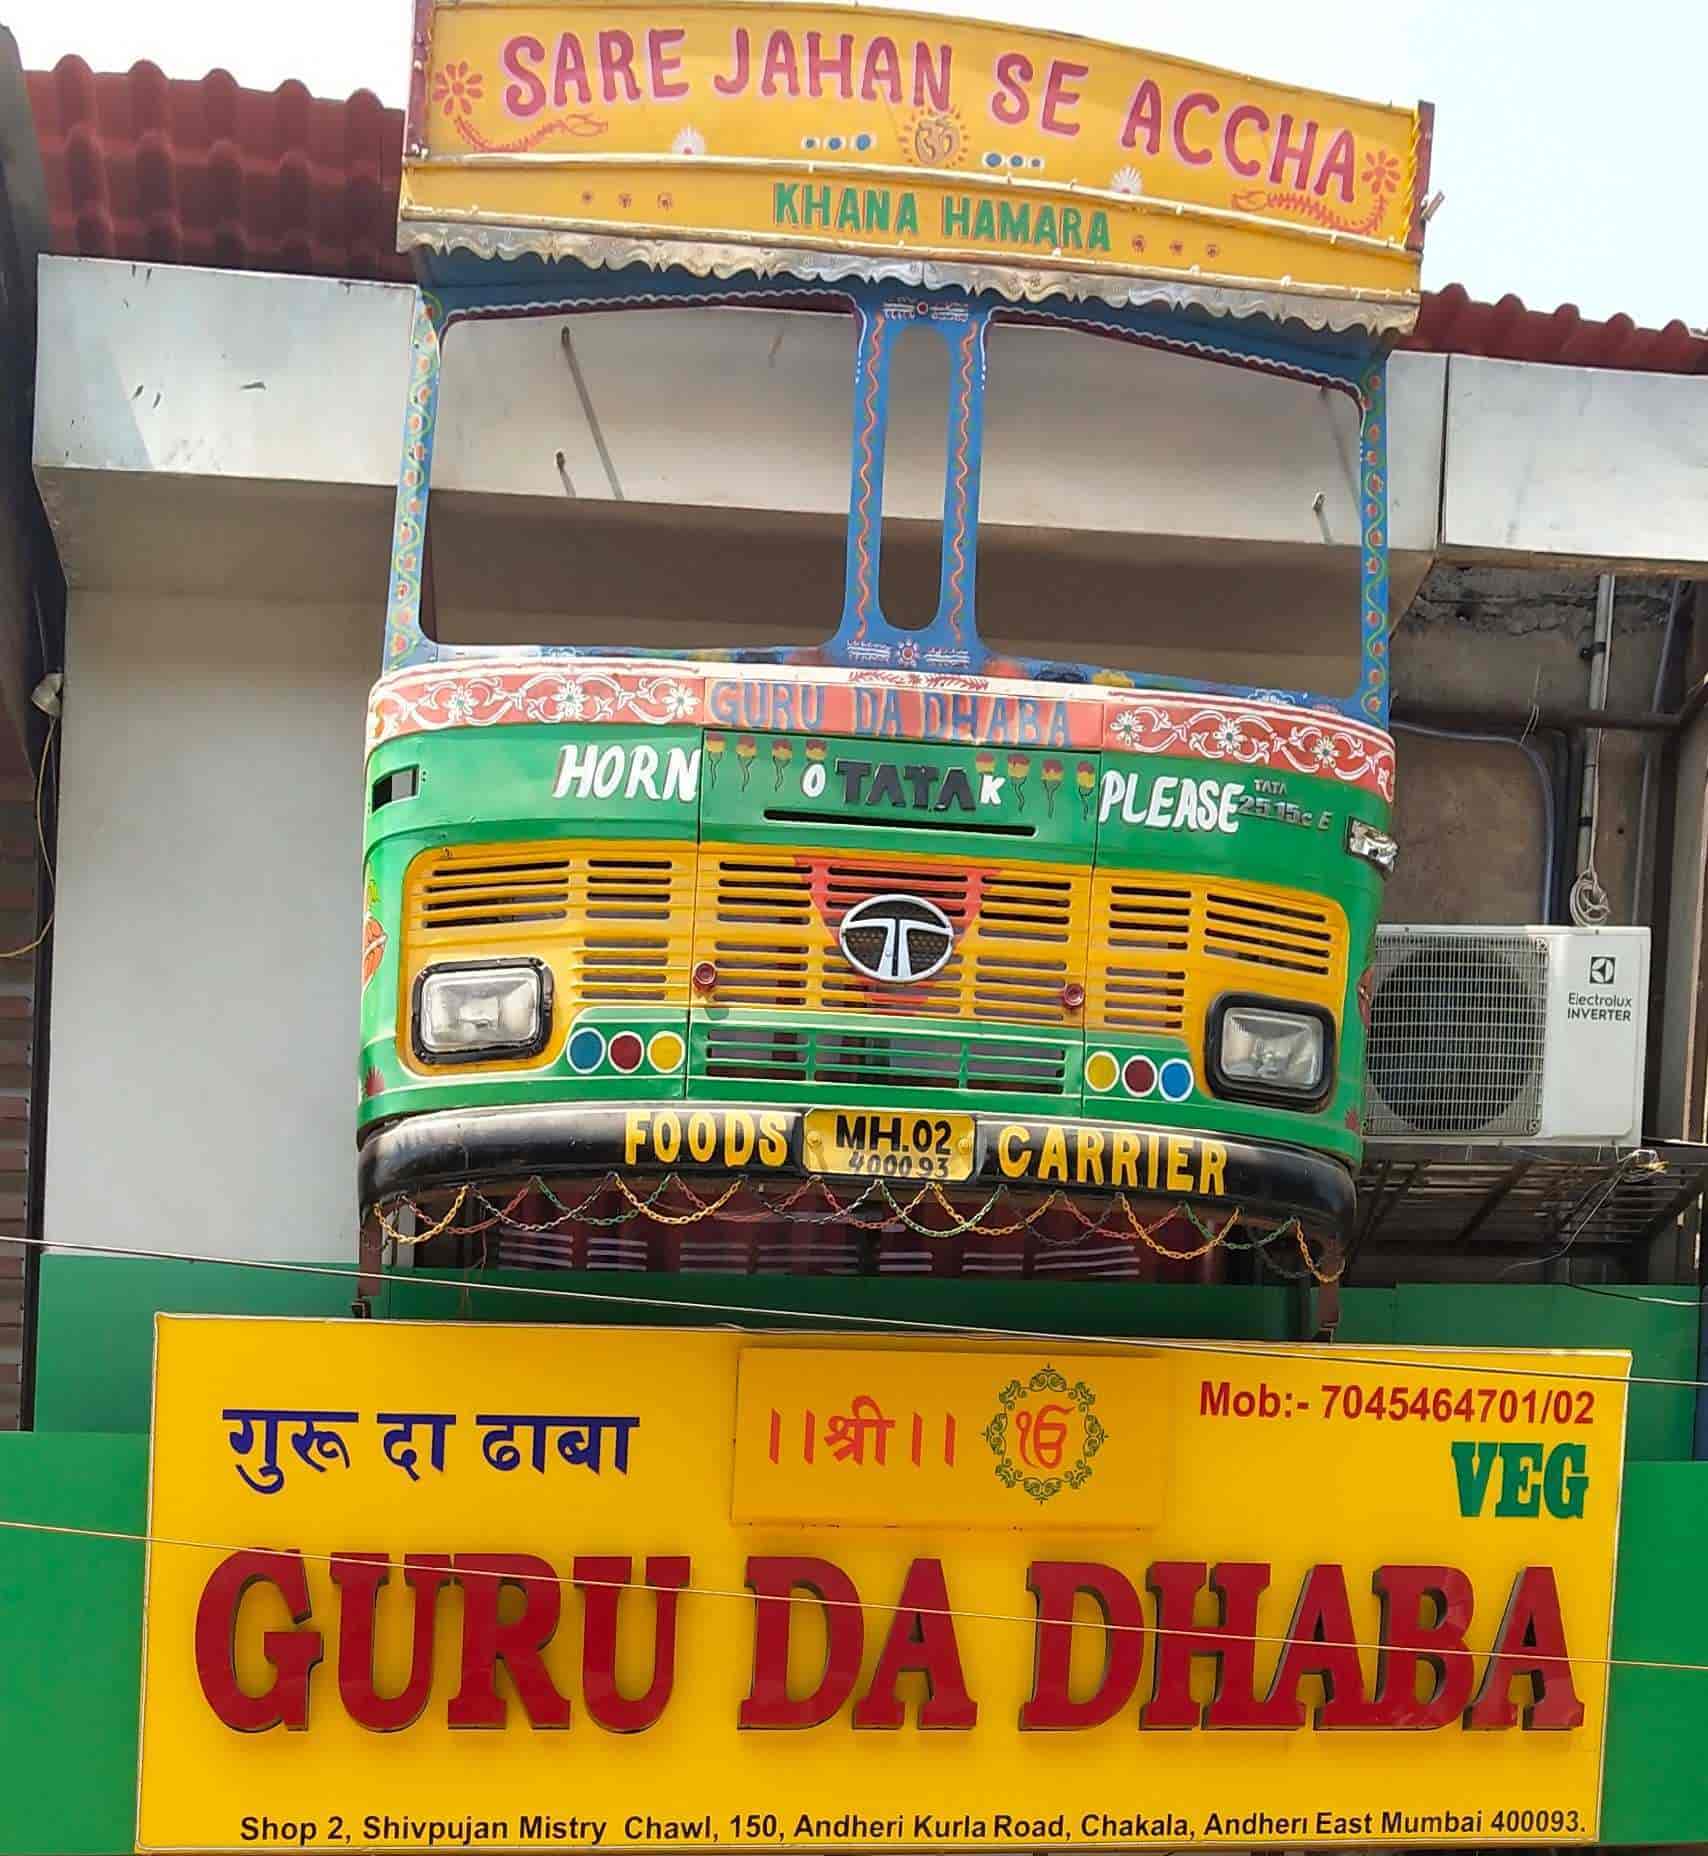 SARE JAHAN SE ACCHA
KHANA HAMARA
GURU DA DHABA
HORN O TATA K PLEASE
TATA
2515c E
Electrolux
INVERTER
FOODS MH.02 CARRIER
400093
गुरू दा ढाबा
।।श्री।। ੴ
Mob:- 7045464701/02
VEG
GURU DA DHABA
Shop 2, Shivpujan Mistry Chawl, 150, Andheri Kurla Road, Chakala, Andheri East Mumbai 400093.